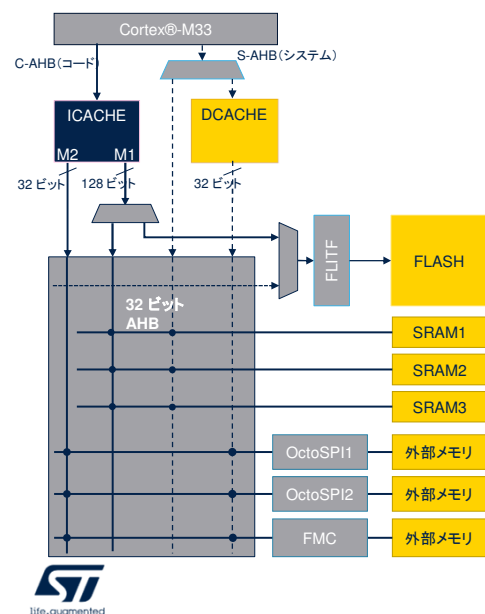 Cortex®-M33
C-AHB(コード)
S-AHB(システム)
ICACHE
DCACHE
M2
M1
32 ビット
128 ビット
32 ビット
FLITF
FLASH
32 ビット
AHB
SRAM1
SRAM2
SRAM3
OctoSPI1
外部メモリ
OctoSPI2
外部メモリ
FMC
外部メモリ
ST
life.augmented